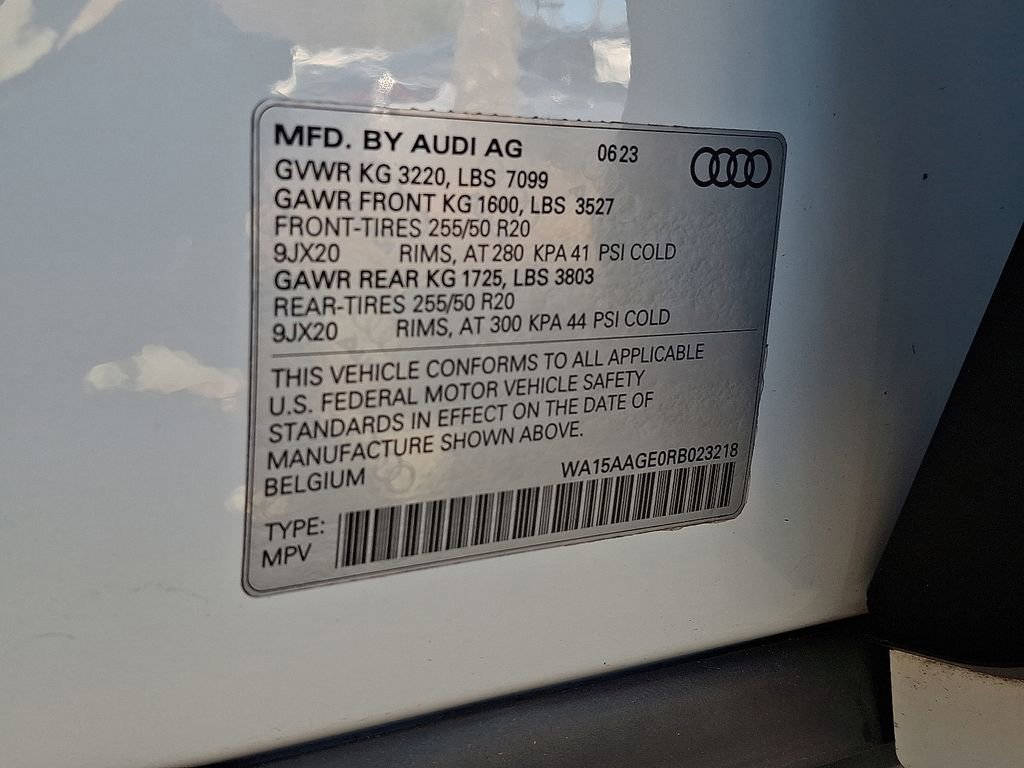 MFD. BY AUDI AG 0623
GVWR KG 3220, LBS 7099
GAWR FRONT KG 1600, LBS 3527
FRONT-TIRES 255/50 R20
9JX20 RIMS, AT 280 KPA 41 PSI COLD
GAWR REAR KG 1725, LBS 3803
REAR-TIRES 255/50 R20
9JX20 RIMS, AT 300 KPA 44 PSI COLD
THIS VEHICLE CONFORMS TO ALL APPLICABLE
U.S. FEDERAL MOTOR VEHICLE SAFETY
STANDARDS IN EFFECT ON THE DATE OF
MANUFACTURE SHOWN ABOVE.
BELGIUM WA15AAGE0RB023218
TYPE:
MPV